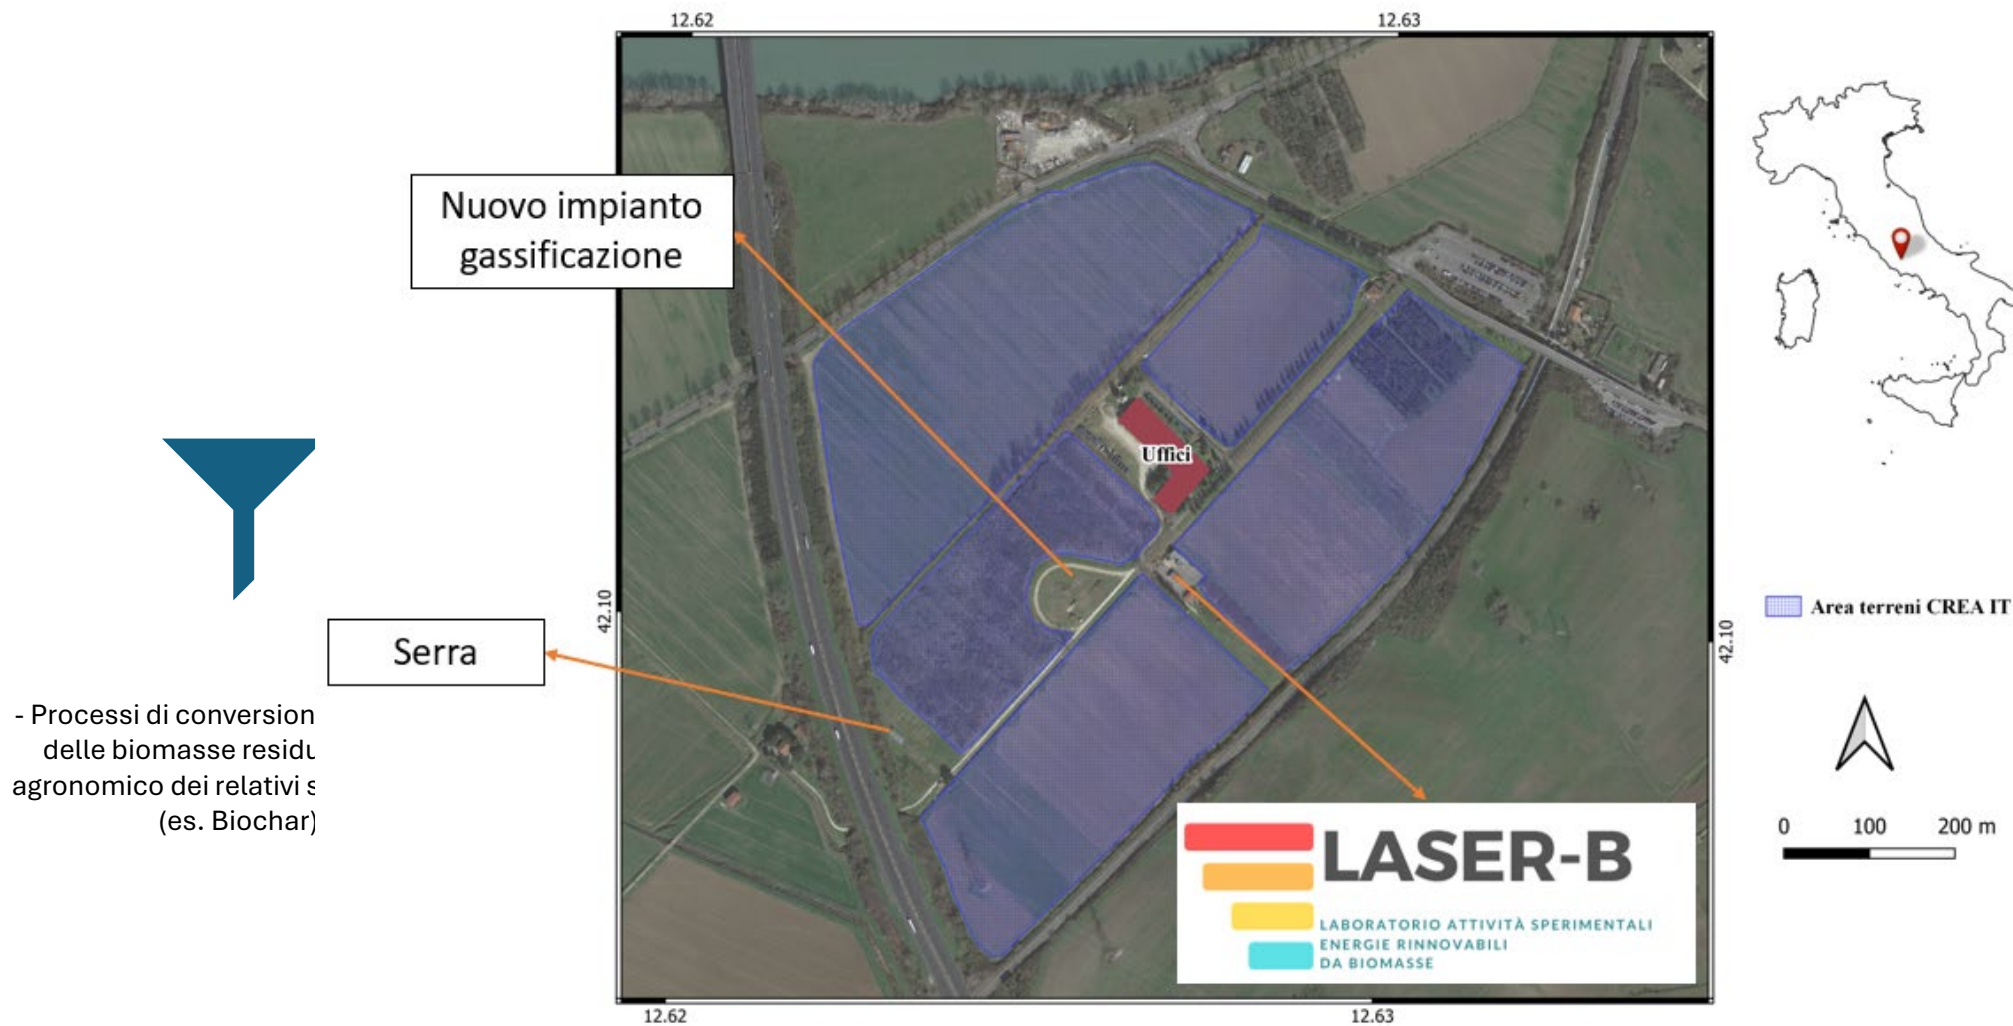 12.62
12.63
Nuovo impianto
gassificazione
Uffici
42.10
42.10
Area terreni CREA IT
Serra
- Processi di conversion
delle biomasse residu
agronomico dei relativi s
(es. Biochar)
0 100 200 m
LASER-B
LABORATORIO ATTIVITÀ SPERIMENTALI
ENERGIE RINNOVABILI
DA BIOMASSE
12.62
12.63